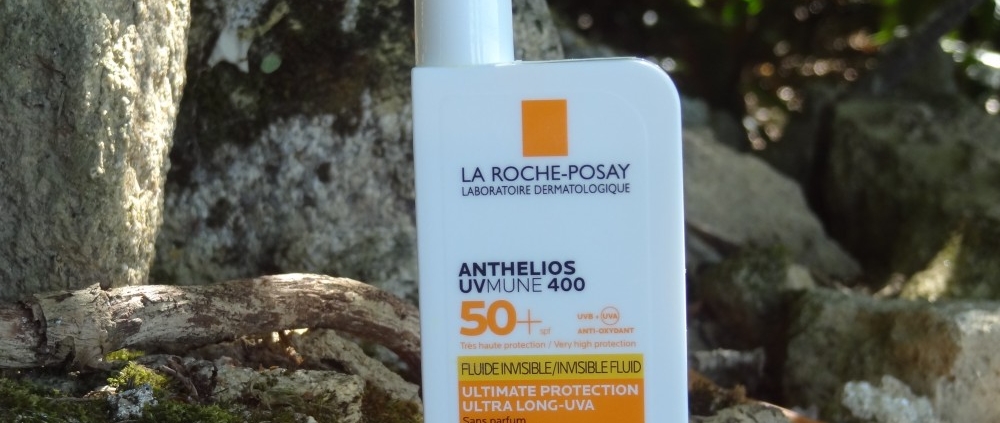 LA ROCHE-POSAY
LABORATOIRE DERMATOLOGIQUE
ANTHELIOS
UVMUNE 400
50+ spf
UVB + UVA
ANTI-OXYDANT
Très haute protection / Very high protection
FLUIDE INVISIBLE/INVISIBLE FLUID
ULTIMATE PROTECTION
ULTRA LONG-UVA
Sans parfum